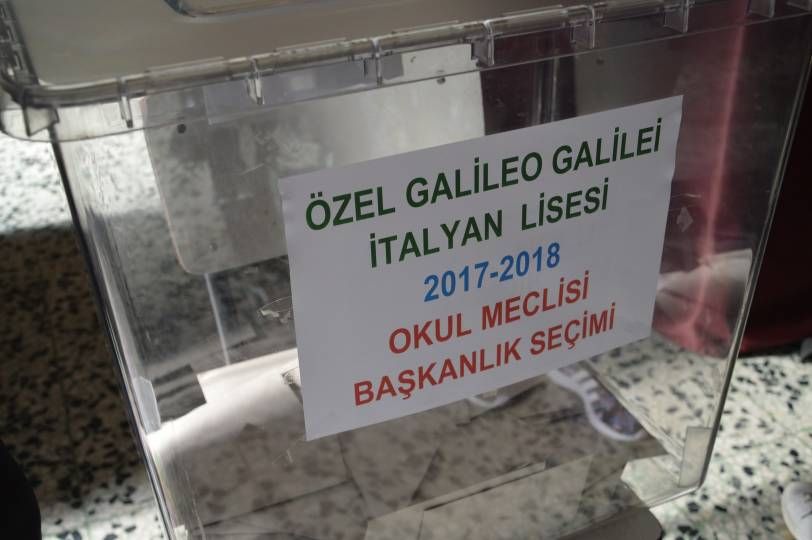 ÖZEL GALİLEO GALİLEİ
İTALYAN LİSESİ
2017-2018
OKUL MECLİSİ
BAŞKANLIK SEÇİMİ